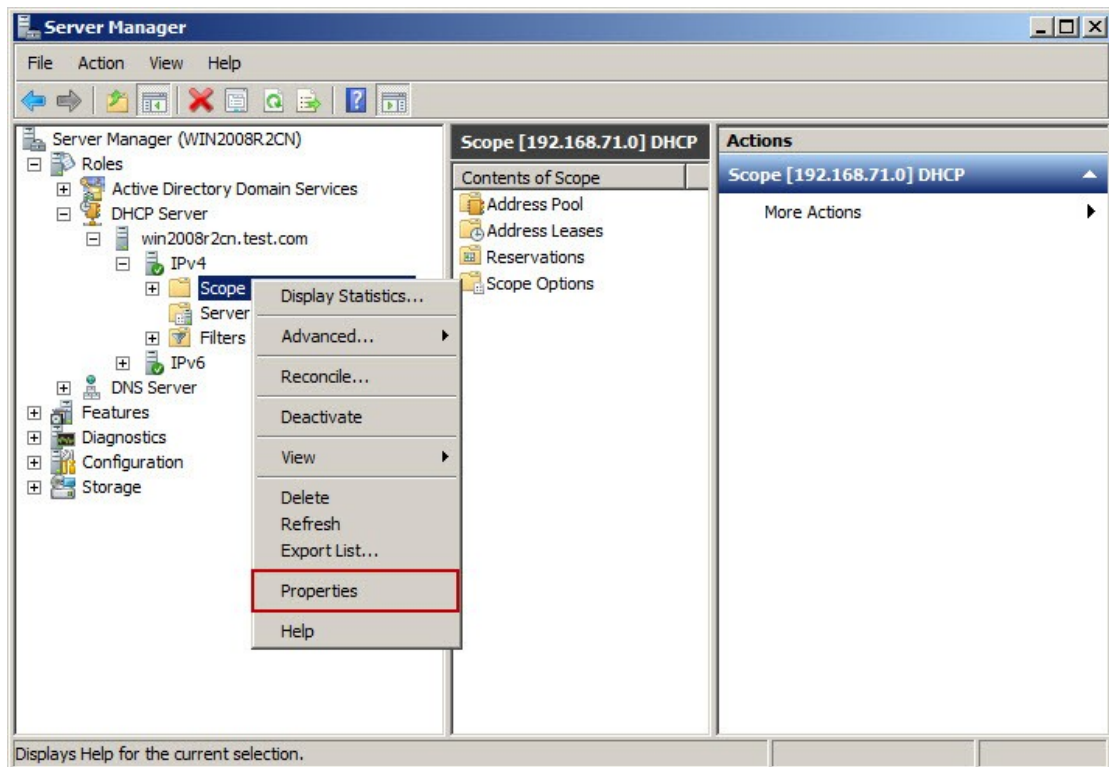 Server Manager
File Action View Help
Server Manager (WIN2008R2CN)
Roles
Active Directory Domain Services
DHCP Server
win2008r2cn.test.com
IPv4
Scope
Server
Filters
IPv6
DNS Server
Features
Diagnostics
Configuration
Storage
Display Statistics...
Advanced...
Reconcile...
Deactivate
View
Delete
Refresh
Export List...
Properties
Help
Scope [192.168.71.0] DHCP
Contents of Scope
Address Pool
Address Leases
Reservations
Scope Options
Actions
Scope [192.168.71.0] DHCP
More Actions
Displays Help for the current selection.